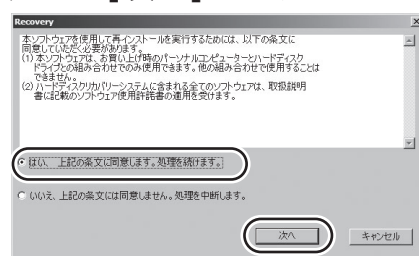 Recovery
本ソフトウェアを使用して再インストールを実行するためには、以下の条文に
同意していただく必要があります。
(1) 本ソフトウェアは、お買い上げ時のパーソナルコンピューターとハードディスク
ドライブとの組み合わせでのみ使用できます。他の組み合わせで使用することは
できません。
(2) ハードディスクリカバリーシステムに含まれる全てのソフトウェアは、取扱説明
書に記載のソフトウェア使用許諾書の適用を受けます。
はい、 上記の条文に同意します。処理を続けます。
いいえ、上記の条文には同意しません。処理を中断します。
次へ
キャンセル